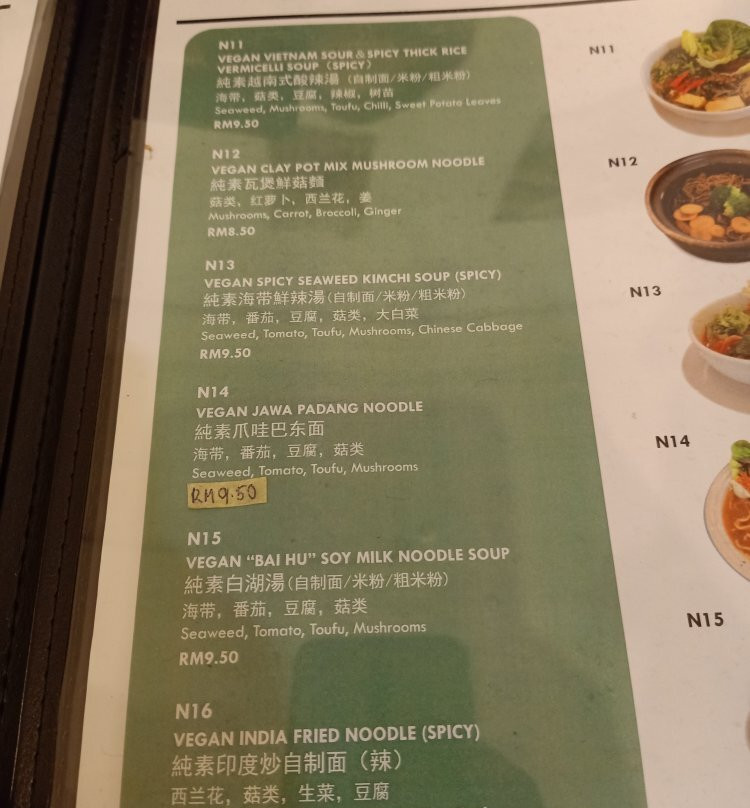 N11
VEGAN VIETNAM SOUR & SPICY THICK RICE
VERMICELLI SOUP (SPICY)
純素越南式酸辣湯 (自制面/米粉/粗米粉)
海带, 菇类, 豆腐, 辣椒, 树苗
Seaweed, Mushrooms, Toufu, Chilli, Sweet Potato Leaves
RM9.50
N12
VEGAN CLAY POT MIX MUSHROOM NOODLE
純素瓦煲鮮菇麵
菇类、红萝卜, 西兰花, 姜
Mushrooms, Carrot, Broccoli, Ginger
RM8.50
N13
VEGAN SPICY SEAWEED KIMCHI SOUP (SPICY)
純素海带鮮辣湯(自制面/米粉/粗米粉)
海带, 番茄, 豆腐, 菇类, 大白菜
Seaweed, Tomato, Toufu, Mushrooms, Chinese Cabbage
RM9.50
N14
VEGAN JAWA PADANG NOODLE
純素爪哇巴东面
海带, 番茄, 豆腐, 菇类
Seaweed, Tomato, Toufu, Mushrooms
RM9.50
N15
VEGAN “BAI HU” SOY MILK NOODLE SOUP
純素白湖湯(自制面/米粉/粗米粉)
海带, 番茄, 豆腐, 菇类
Seaweed, Tomato, Toufu, Mushrooms
RM9.50
N16
VEGAN INDIA FRIED NOODLE (SPICY)
純素印度炒自制面 (辣)
西兰花, 菇类, 生菜, 豆腐
N11
N12
N13
N14
N15